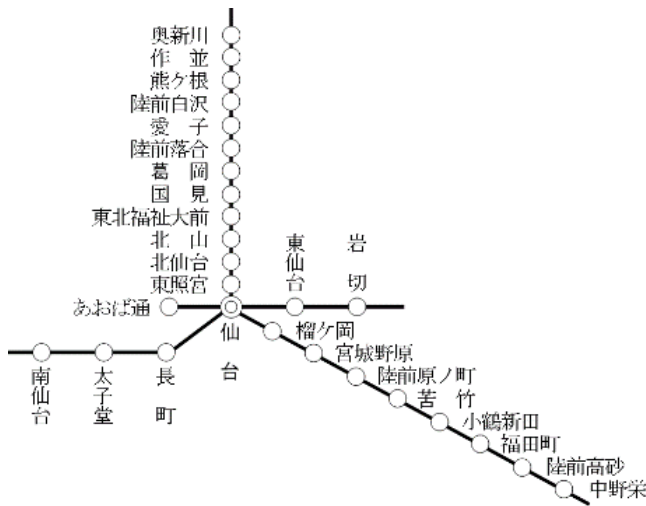 奥新川
作並
熊ケ根
陸前白沢
愛子
陸前落合
葛岡
国見
東北福祉大前
北山
北仙台
東照宮
東仙台
岩切
あおば通
仙台
榴ケ岡
宮城野原
陸前原ノ町
苦竹
小鶴新田
福田町
陸前高砂
中野栄
南仙台
太子堂
長町